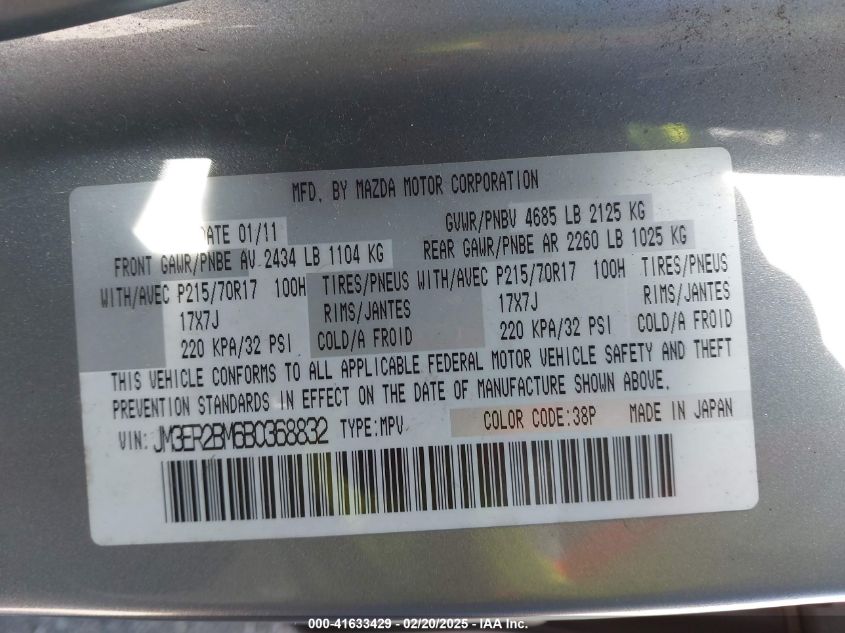 MFD. BY MAZDA MOTOR CORPORATION
DATE 01/11 GVWR/PNBV 4685 LB 2125 KG
FRONT GAWR/PNBE AV 2434 LB 1104 KG REAR GAWR/PNBE AR 2260 LB 1025 KG
WITH/AVEC P215/70R17 100H TIRES/PNEUS WITH/AVEC P215/70R17 100H TIRES/PNEUS
17X7J RIMS/JANTES 17X7J RIMS/JANTES
220 KPA/32 PSI COLD/A FROID 220 KPA/32 PSI COLD/A FROID
THIS VEHICLE CONFORMS TO ALL APPLICABLE FEDERAL MOTOR VEHICLE SAFETY AND THEFT
PREVENTION STANDARDS IN EFFECT ON THE DATE OF MANUFACTURE SHOWN ABOVE.
VIN: JM3ER2BM6B0368832 TYPE:MPV COLOR CODE:38P MADE IN JAPAN
000-41633429 - 02/20/2025 - IAA Inc.